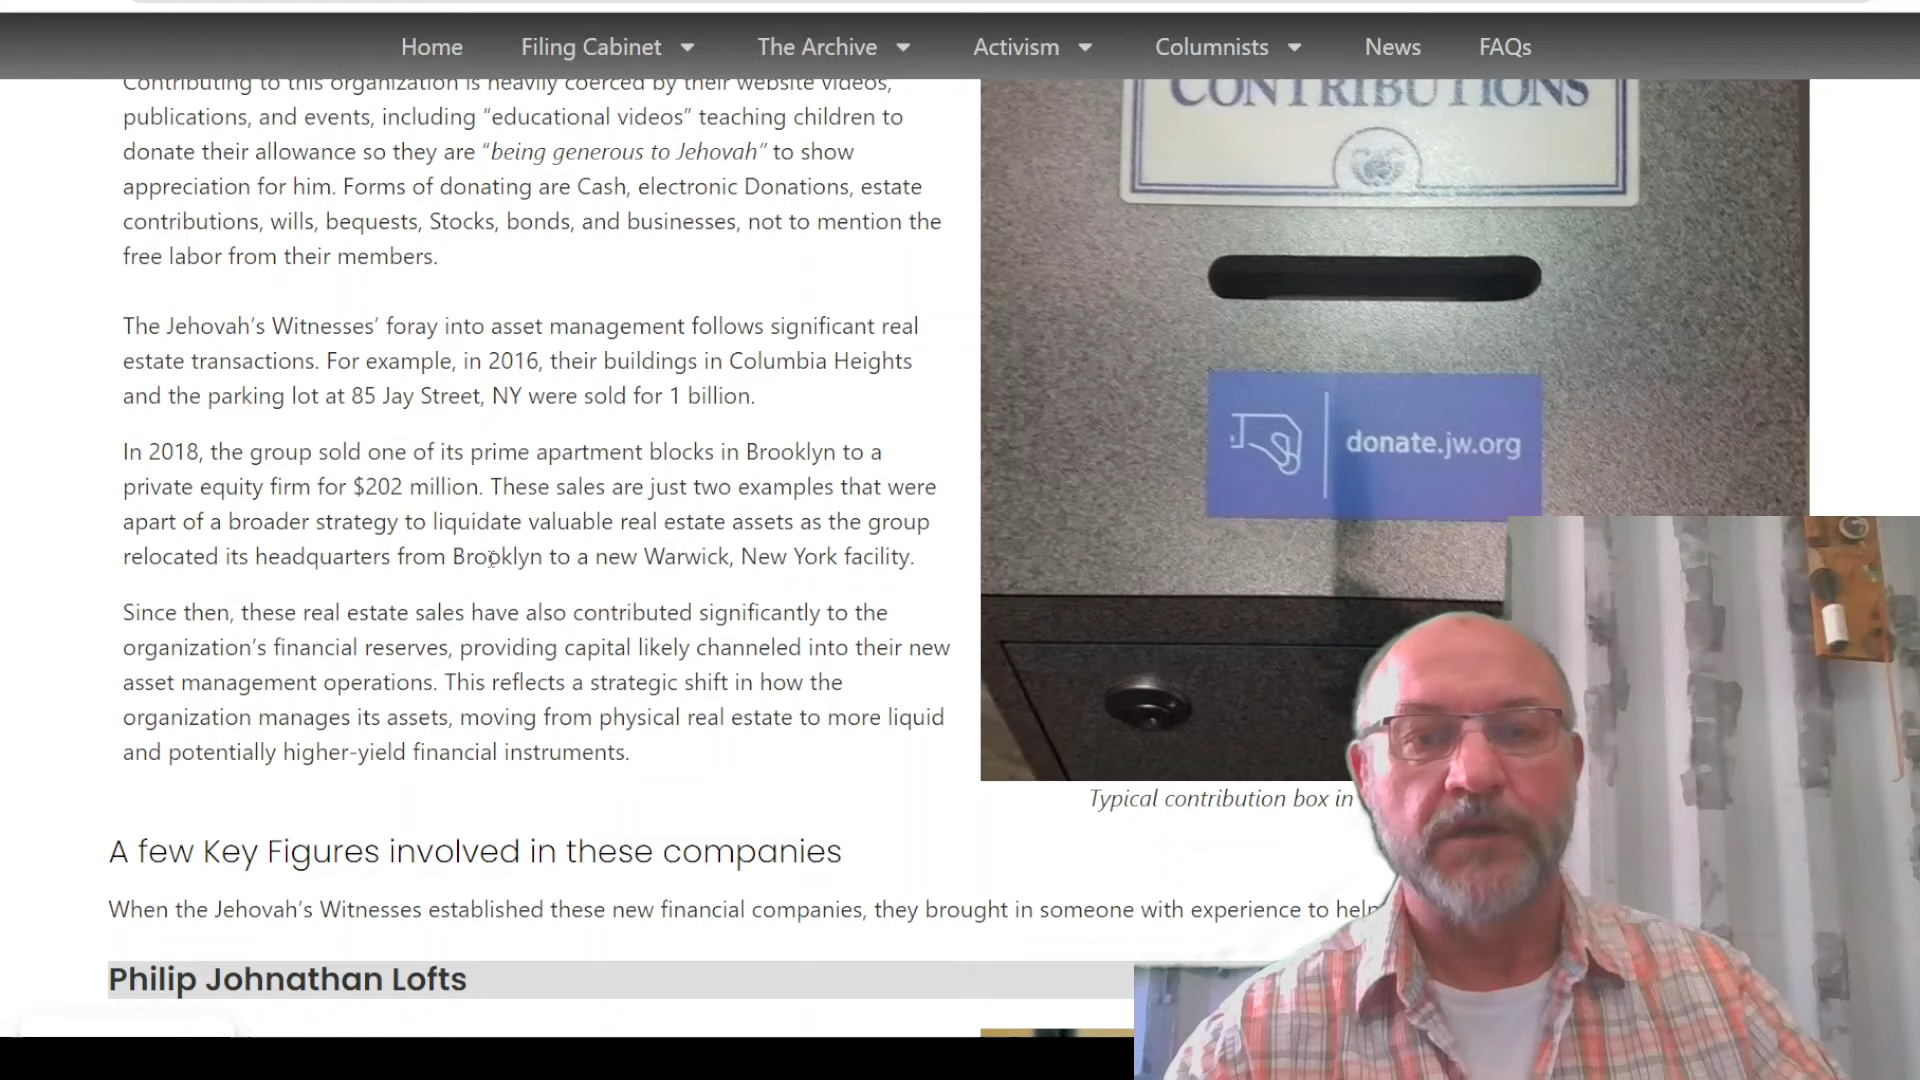 Home Filing Cabinet The Archive Activism Columnists News FAQs
Contributing to this organization is heavily coerced by their website videos,
publications, and events, including “educational videos” teaching children to
donate their allowance so they are “being generous to Jehovah” to show
appreciation for him. Forms of donating are Cash, electronic Donations, estate
contributions, wills, bequests, Stocks, bonds, and businesses, not to mention the
free labor from their members.
The Jehovah’s Witnesses’ foray into asset management follows significant real
estate transactions. For example, in 2016, their buildings in Columbia Heights
and the parking lot at 85 Jay Street, NY were sold for 1 billion.
In 2018, the group sold one of its prime apartment blocks in Brooklyn to a
private equity firm for $202 million. These sales are just two examples that were
apart of a broader strategy to liquidate valuable real estate assets as the group
relocated its headquarters from Brooklyn to a new Warwick, New York facility.
Since then, these real estate sales have also contributed significantly to the
organization’s financial reserves, providing capital likely channeled into their new
asset management operations. This reflects a strategic shift in how the
organization manages its assets, moving from physical real estate to more liquid
and potentially higher-yield financial instruments.
CONTRIBUTIONS
donate.jw.org
Typical contribution box in
A few Key Figures involved in these companies
When the Jehovah’s Witnesses established these new financial companies, they brought in someone with experience to help
Philip Johnathan Lofts